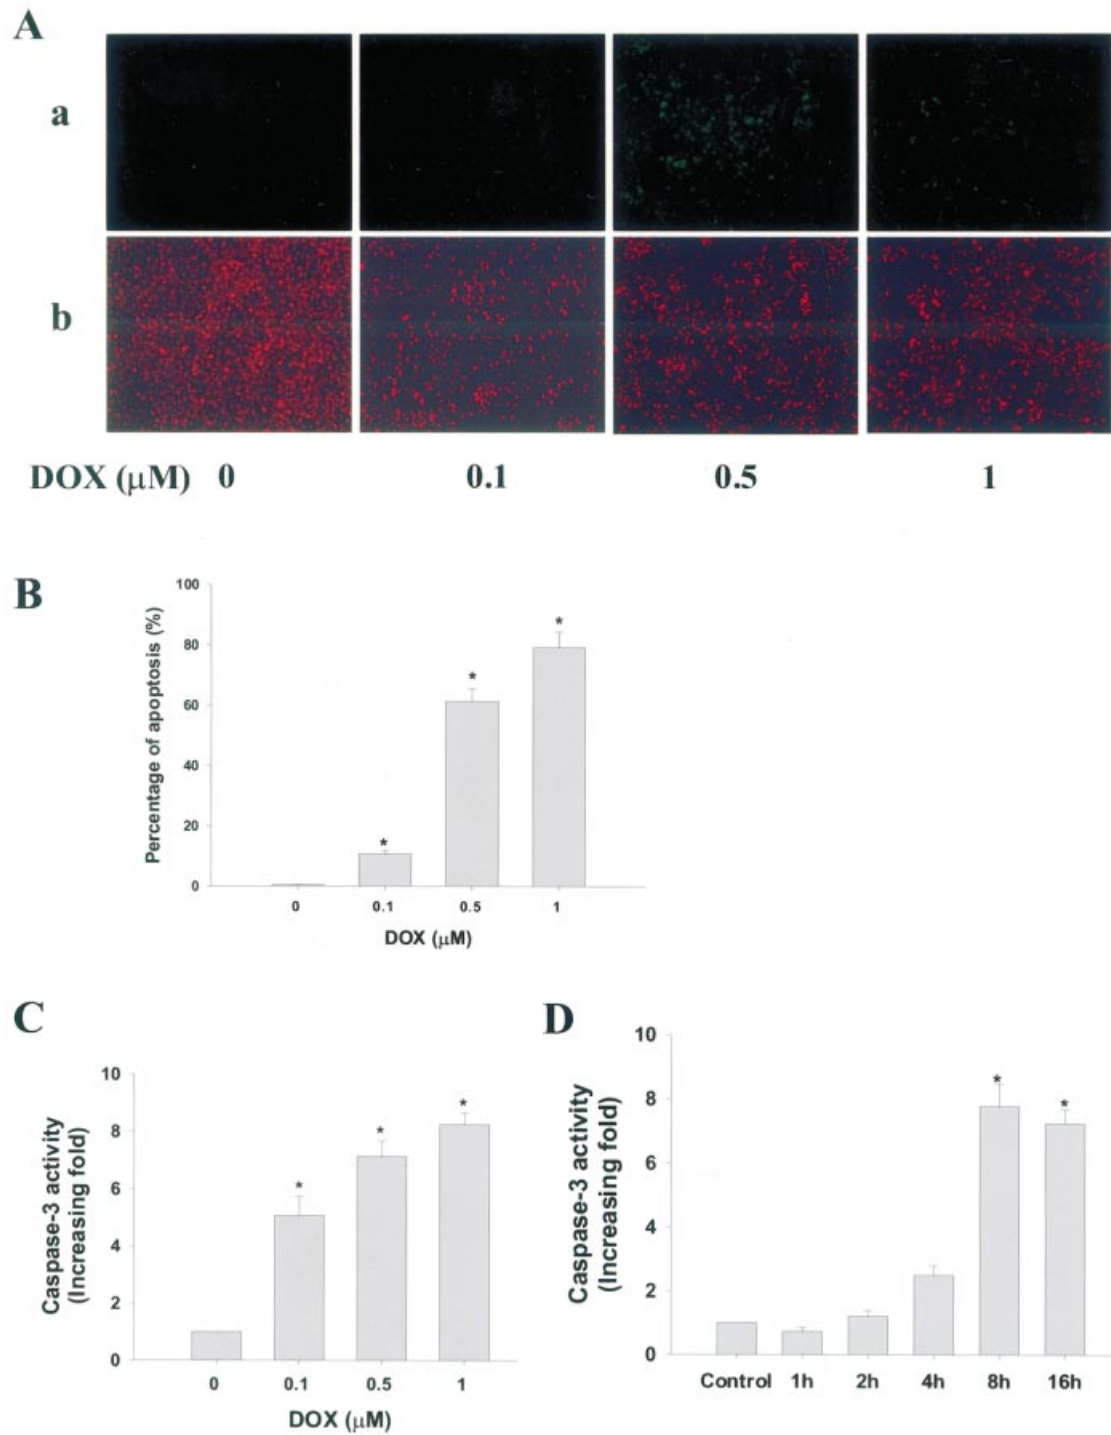 A
a
b
DOX (μM) 0 0.1 0.5 1
B
Percentage of apoptosis (%)
100
80
60
40
20
0
* * *
0 0.1 0.5 1
DOX (μM)
C
Caspase-3 activity
(Increasing fold)
10
8
6
4
2
0
* * *
0 0.1 0.5 1
DOX (μM)
D
Caspase-3 activity
(Increasing fold)
10
8
6
4
2
0
* *
Control 1h 2h 4h 8h 16h